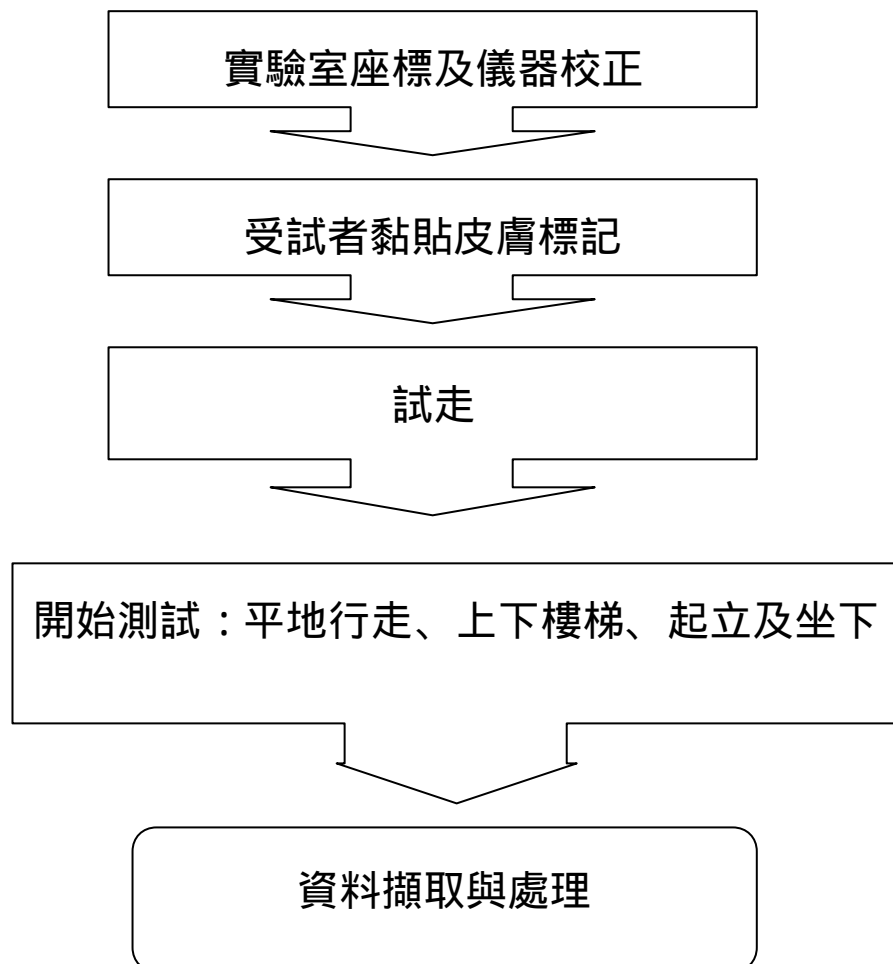 實驗室座標及儀器校正
受試者黏貼皮膚標記
試走
開始測試：平地行走、上下樓梯、起立及坐下
資料擷取與處理